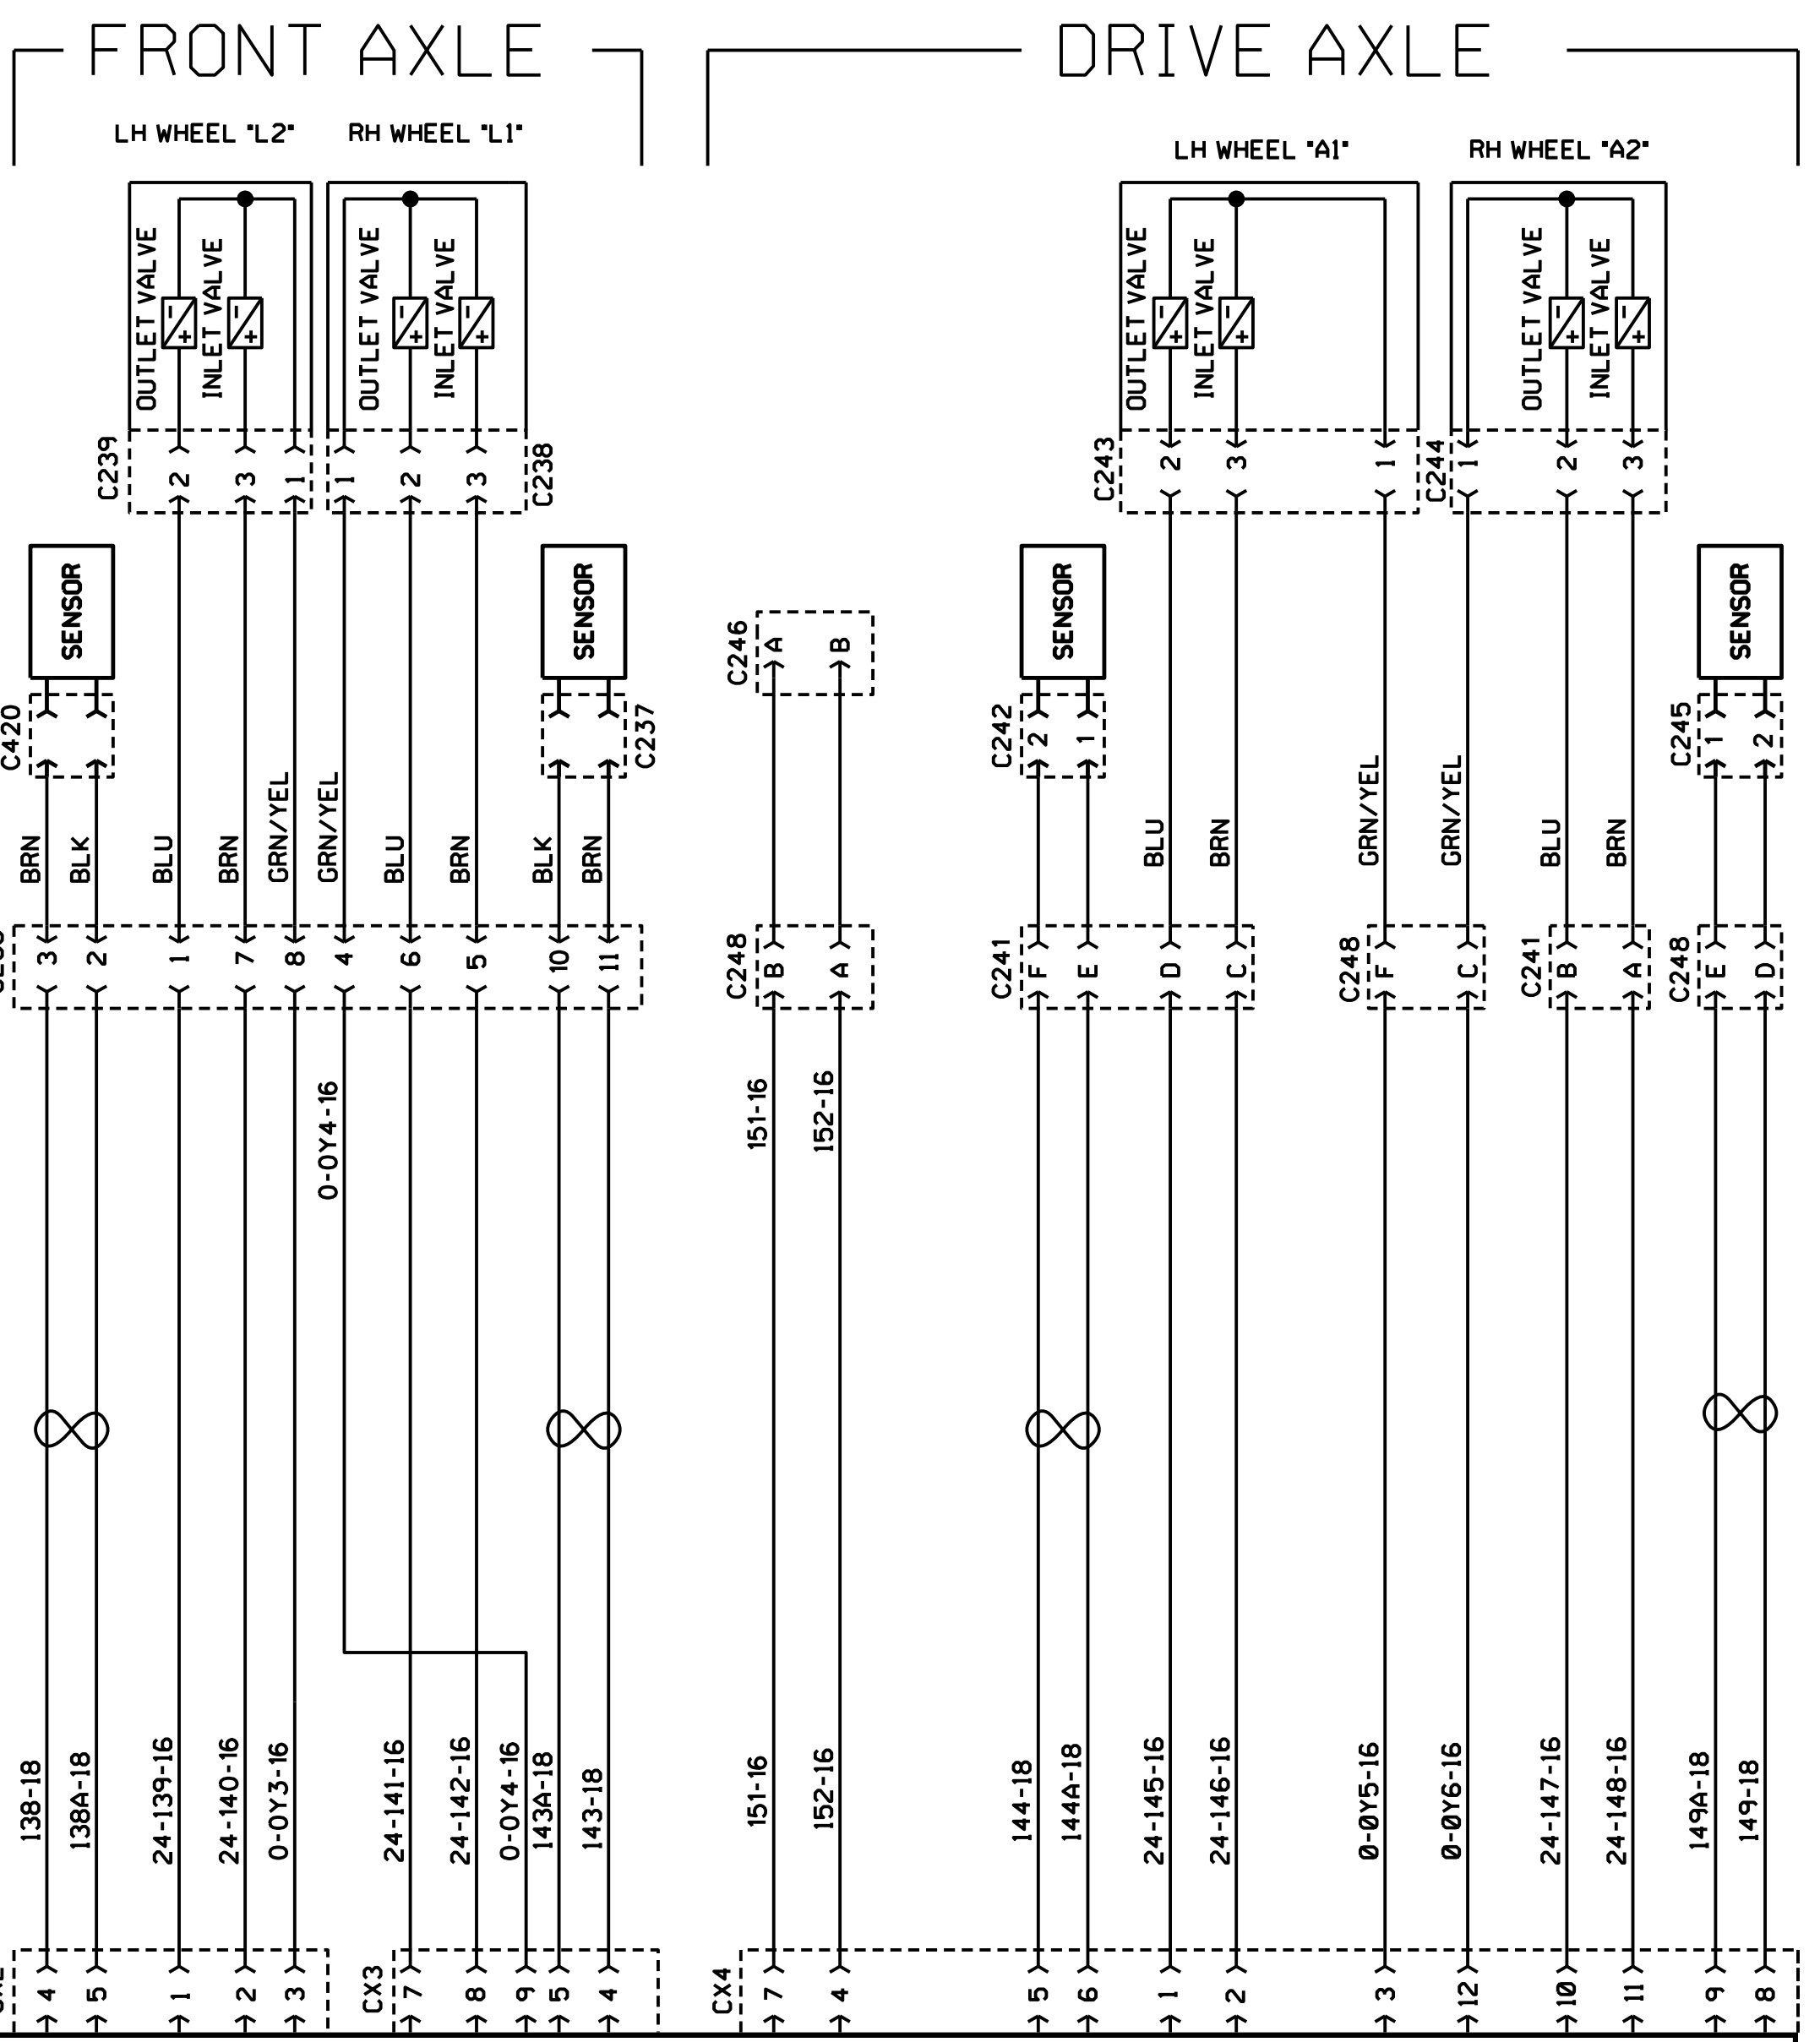 FRONT AXLE
DRIVE AXLE
LH WHEEL "L2"
RH WHEEL "L1"
LH WHEEL "A1"
RH WHEEL "A2"
OUTLET VALVE
INLET VALVE
OUTLET VALVE
INLET VALVE
OUTLET VALVE
INLET VALVE
OUTLET VALVE
INLET VALVE
C239
2
3
1
1
2
3
C238
C243
2
3
1
C244
1
2
3
SENSOR
SENSOR
SENSOR
SENSOR
C246
A
B
C420
C237
C242
2
1
C245
1
2
BRN
BLK
BLU
BRN
GRN/YEL
GRN/YEL
BLU
BRN
BLK
BRN
BLU
BRN
GRN/YEL
GRN/YEL
BLU
BRN
3
2
1
7
8
4
6
5
10
11
C248
B
A
C241
F
E
D
C
C248
F
C
C241
B
A
C248
E
D
0-0Y4-16
151-16
152-16
138-18
138A-18
24-139-16
24-140-16
0-0Y3-16
24-141-16
24-142-16
0-0Y4-16
143A-18
143-18
151-16
152-16
144-18
144A-18
24-145-16
24-146-16
0-0Y5-16
0-0Y6-16
24-147-16
24-148-16
149A-18
149-18
4
5
1
2
3
CX3
7
8
9
5
4
CX4
7
4
5
6
1
2
3
12
10
11
9
8